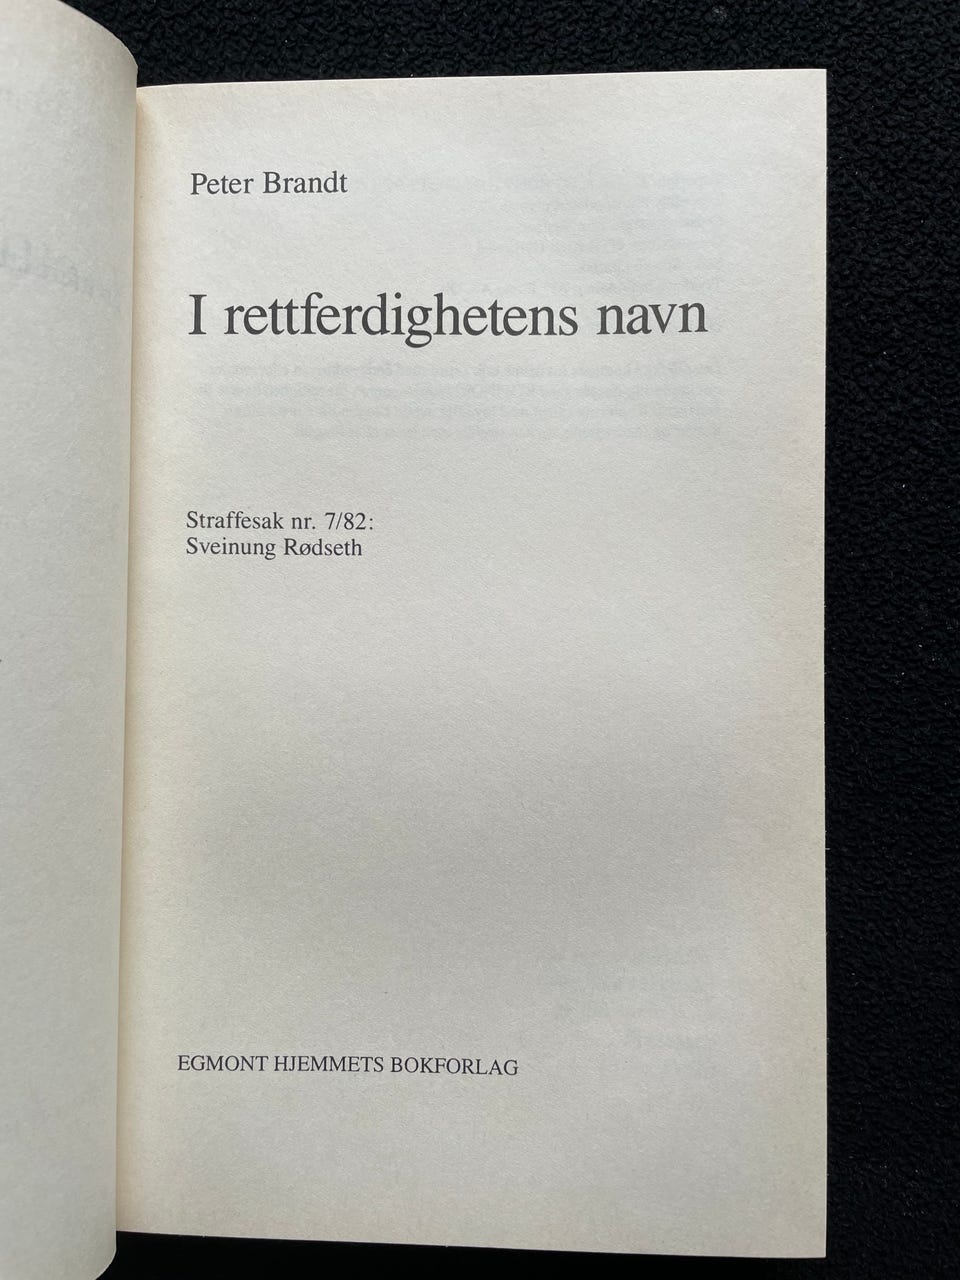 Peter Brandt
I rettferdighetens navn
Straffesak nr. 7/82:
Sveinung Rødseth
EGMONT HJEMMETS BOKFORLAG